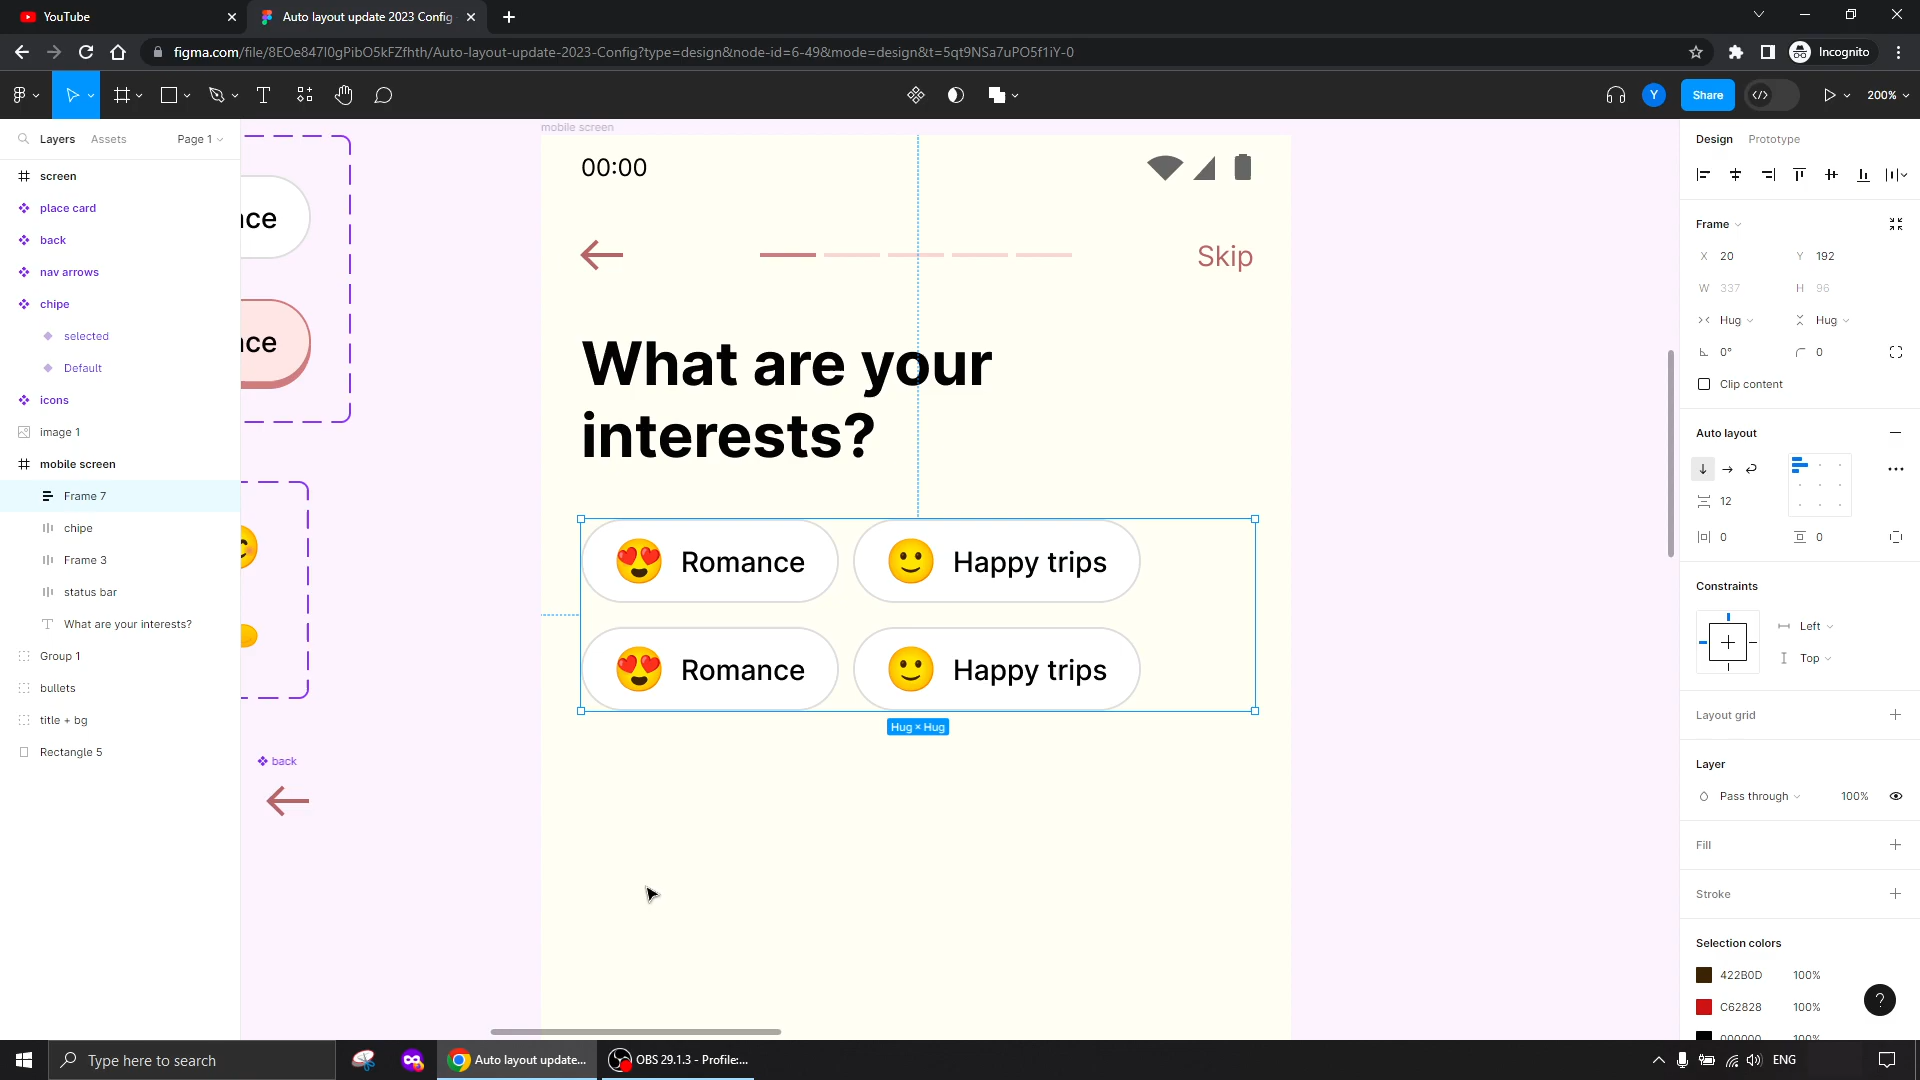 YouTube
Auto layout update 2023 Config
figma.com/file/8EOe847l0gPibO5kFZfhth/Auto-layout-update-2023-Config?type=design&node-id=6-49&mode=design&t=5qt9NSa7uPO5f1iY-0
Incognito
Y
Share
200%
Layers
Assets
Page 1
screen
place card
back
nav arrows
chipe
selected
Default
icons
image 1
mobile screen
Frame 7
chipe
Frame 3
status bar
What are your interests?
Group 1
bullets
title + bg
Rectangle 5
nce
nce
back
mobile screen
00:00
Skip
What are your
interests?
Romance
Happy trips
Romance
Happy trips
Hug × Hug
Design
Prototype
Frame
X 20
Y 192
W 337
H 96
Hug
Hug
0°
0
Clip content
Auto layout
12
0
0
Constraints
Left
Top
Layout grid
Layer
Pass through
100%
Fill
Stroke
Selection colors
422B0D 100%
C62828 100%
000000 100%
?
Type here to search
Auto layout update...
OBS 29.1.3 - Profile:...
ENG